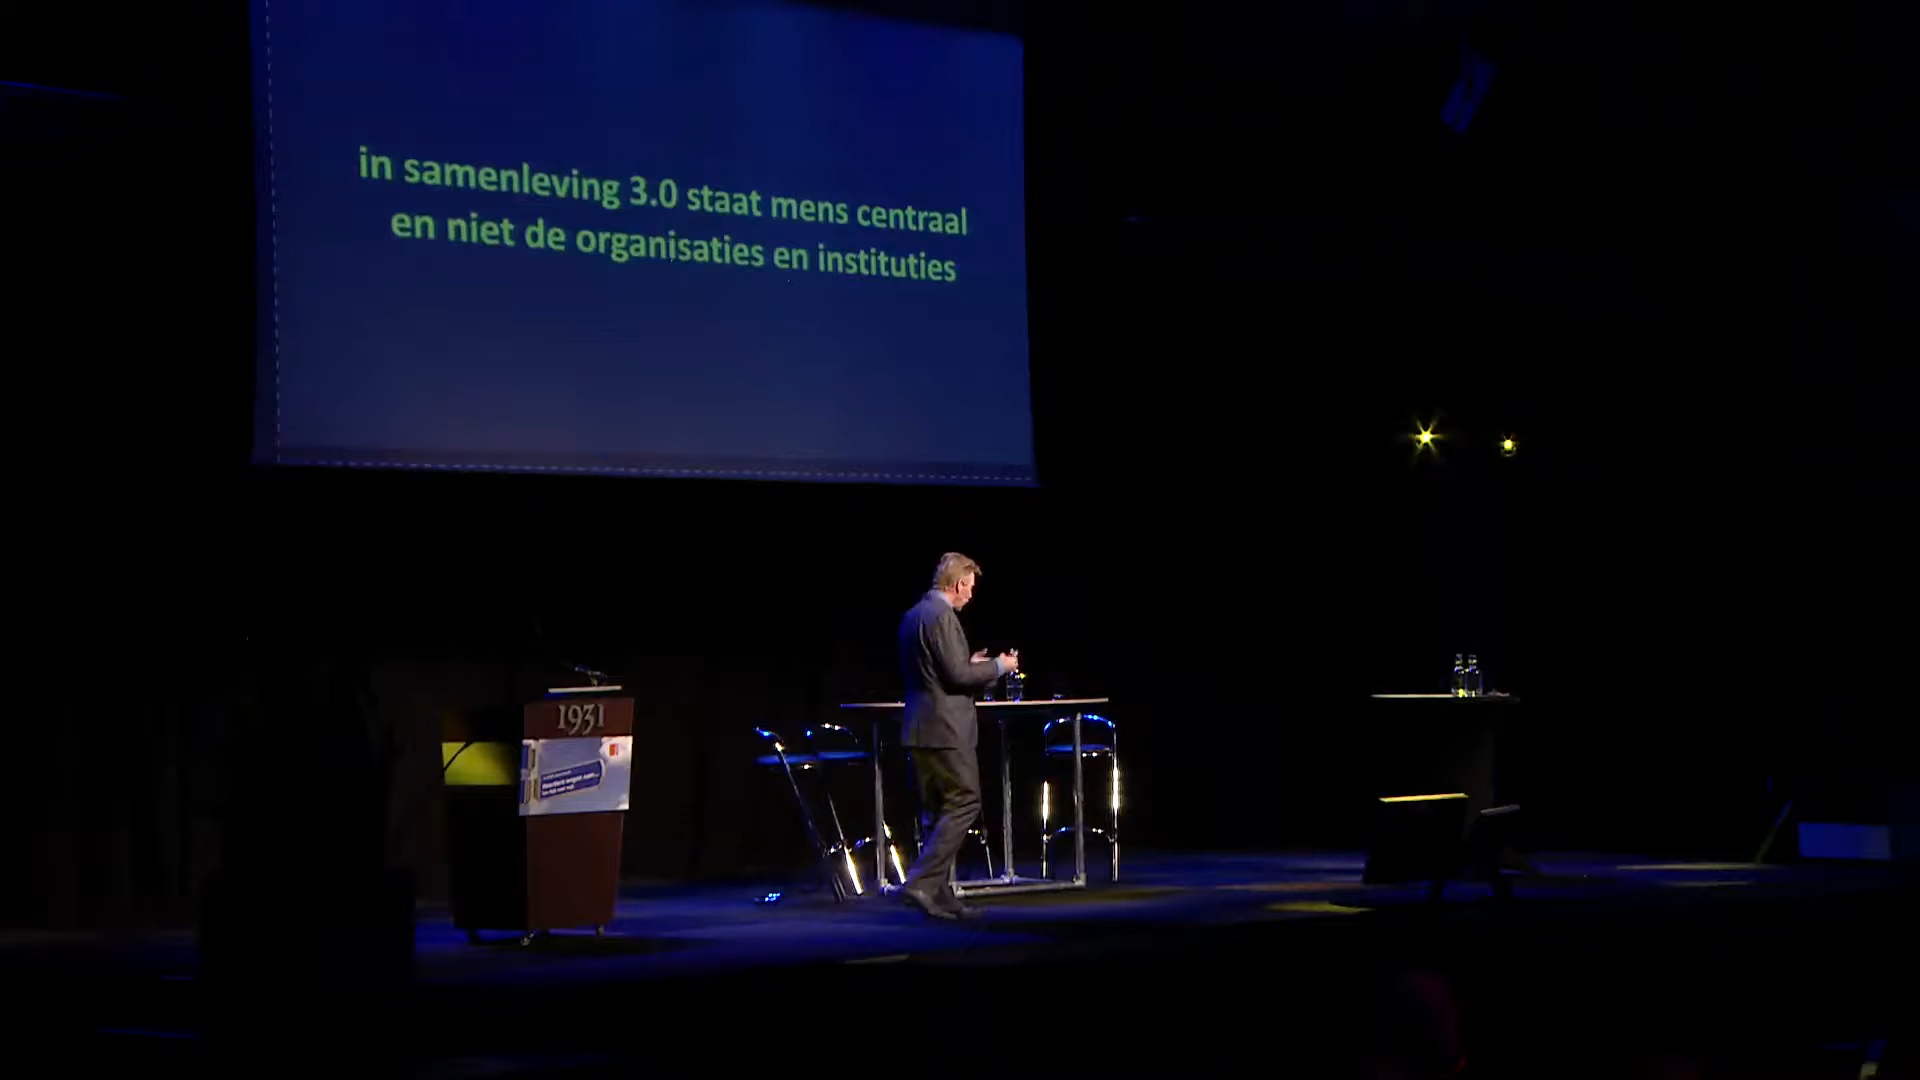 in samenleving 3.0 staat mens centraal
en niet de organisaties en instituties
1931